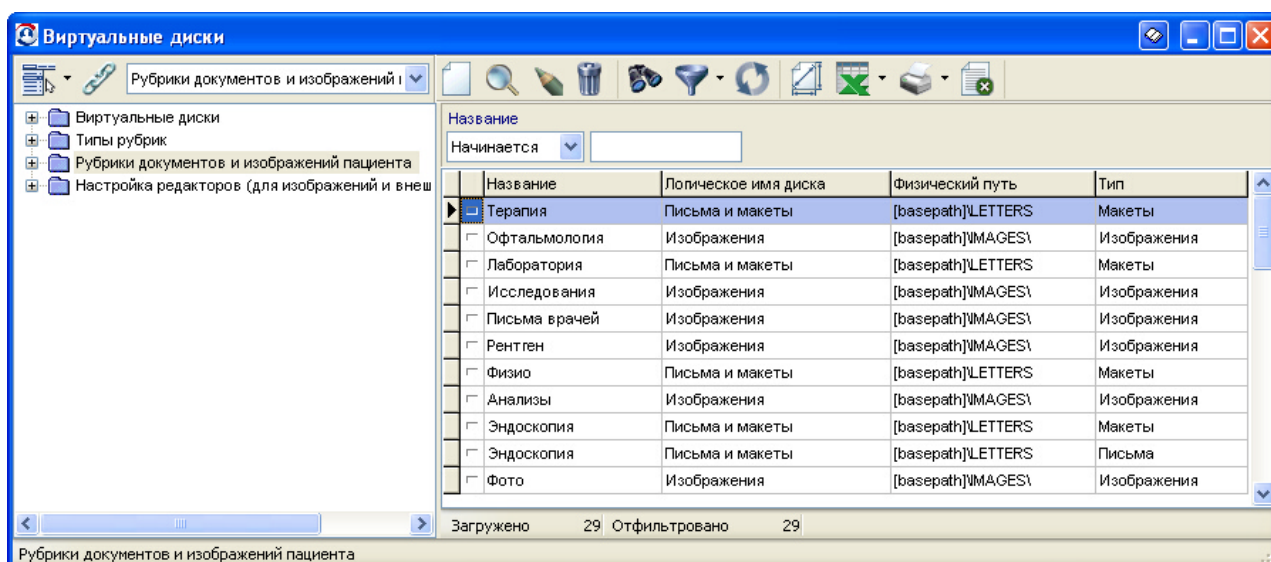 Виртуальные диски
Рубрики документов и изображений
Виртуальные диски
Типы рубрик
Рубрики документов и изображений пациента
Настройка редакторов (для изображений и внеш
Название
Начинается
Название Логическое имя диска Физический путь Тип
Терапия Письма и макеты [basepath]\LETTERS Макеты
Офтальмология Изображения [basepath]\IMAGES\ Изображения
Лаборатория Письма и макеты [basepath]\LETTERS Макеты
Исследования Изображения [basepath]\IMAGES\ Изображения
Письма врачей Изображения [basepath]\IMAGES\ Изображения
Рентген Изображения [basepath]\IMAGES\ Изображения
Физио Письма и макеты [basepath]\LETTERS Макеты
Анализы Изображения [basepath]\IMAGES\ Изображения
Эндоскопия Письма и макеты [basepath]\LETTERS Макеты
Эндоскопия Письма и макеты [basepath]\LETTERS Письма
Фото Изображения [basepath]\IMAGES\ Изображения
Загружено 29 Отфильтровано 29
Рубрики документов и изображений пациента